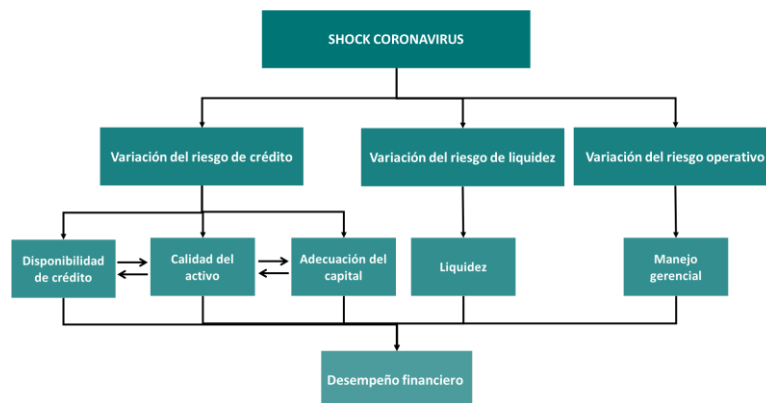 SHOCK CORONAVIRUS
Variación del riesgo de crédito
Variación del riesgo de liquidez
Variación del riesgo operativo
Disponibilidad
de crédito
Calidad del
activo
Adecuación del
capital
Liquidez
Manejo
gerencial
Desempeño financiero